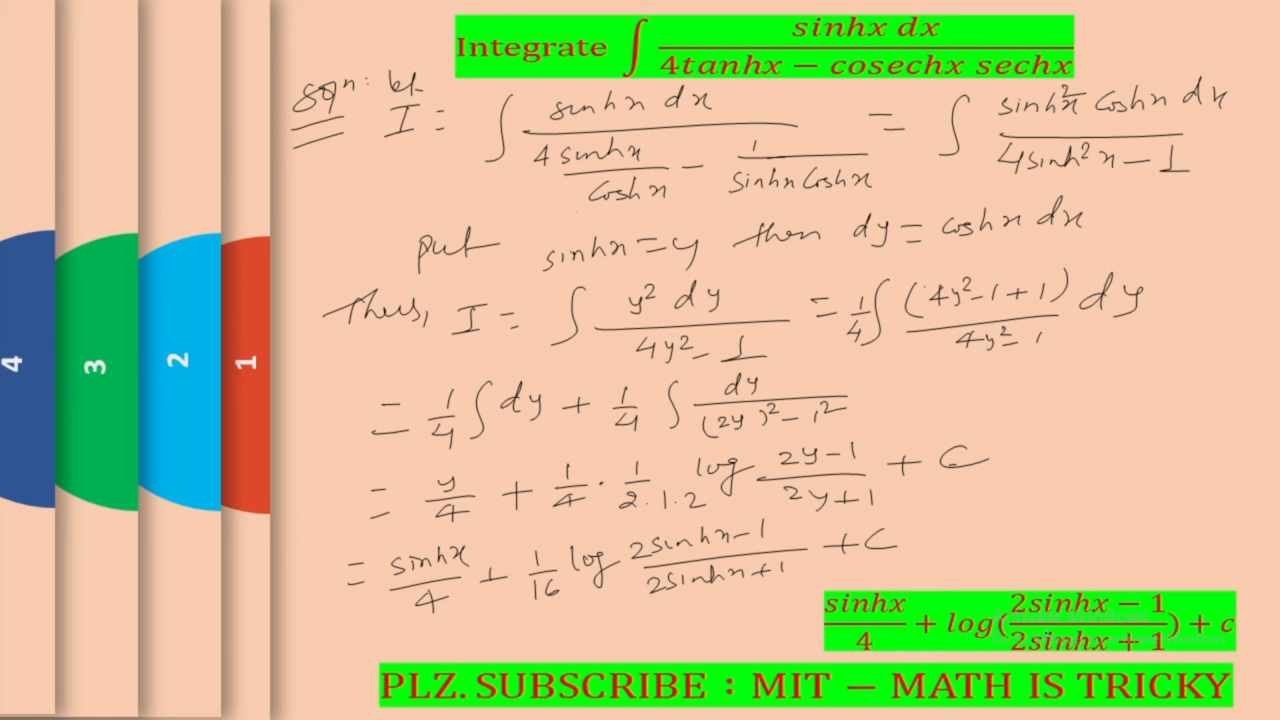 Integrate ∫ sinhx dx / (4tanhx − cosechx sechx)
Sol^n: let
I = ∫ sinhx dx / (4 sinhx/coshx − 1/(sinhx coshx)) = ∫ sinh²x coshx dx / (4sinh²x − 1)
put sinhx = y then dy = coshx dx
Thus, I = ∫ y² dy / (4y² − 1) = 1/4 ∫ (4y² − 1 + 1) / (4y² − 1) dy
= 1/4 ∫ dy + 1/4 ∫ dy / ((2y)² − 1²)
= y/4 + 1/4 · 1/(2.1.2) log (2y−1)/(2y+1) + C
= sinhx/4 + 1/16 log (2sinhx−1)/(2sinhx+1) + C
sinhx/4 + log((2sinhx − 1)/(2sinhx + 1)) + c
PLZ. SUBSCRIBE : MIT − MATH IS TRICKY
4
3
2
1